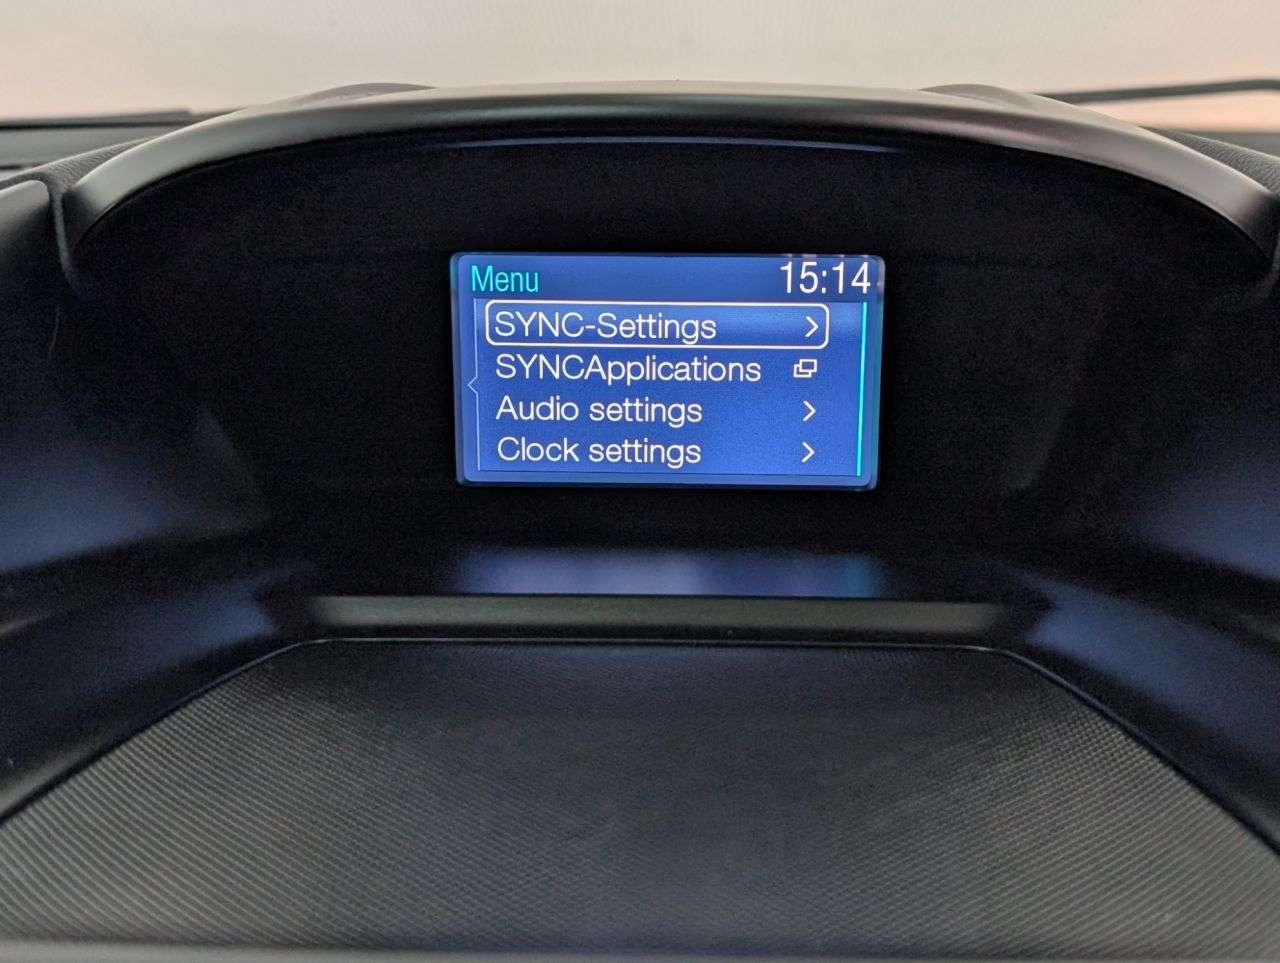 Menu 15:14
SYNC-Settings
SYNCApplications
Audio settings
Clock settings